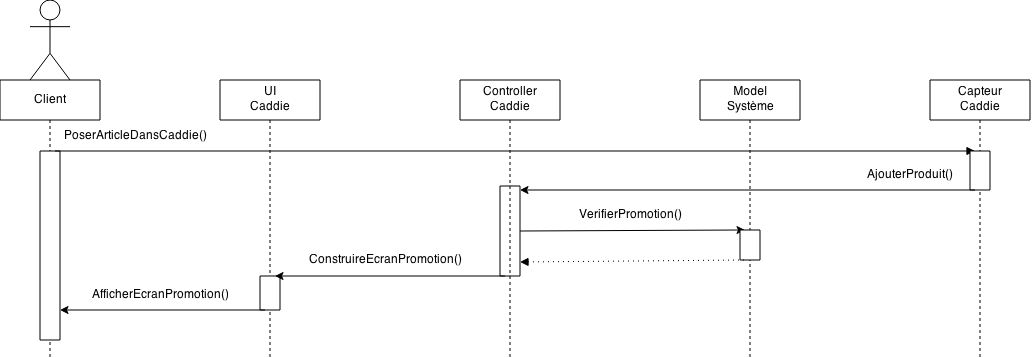 Client
UI
Caddie
Controller
Caddie
Model
Système
Capteur
Caddie
PoserArticleDansCaddie()
AjouterProduit()
VerifierPromotion()
ConstruireEcranPromotion()
AfficherEcranPromotion()